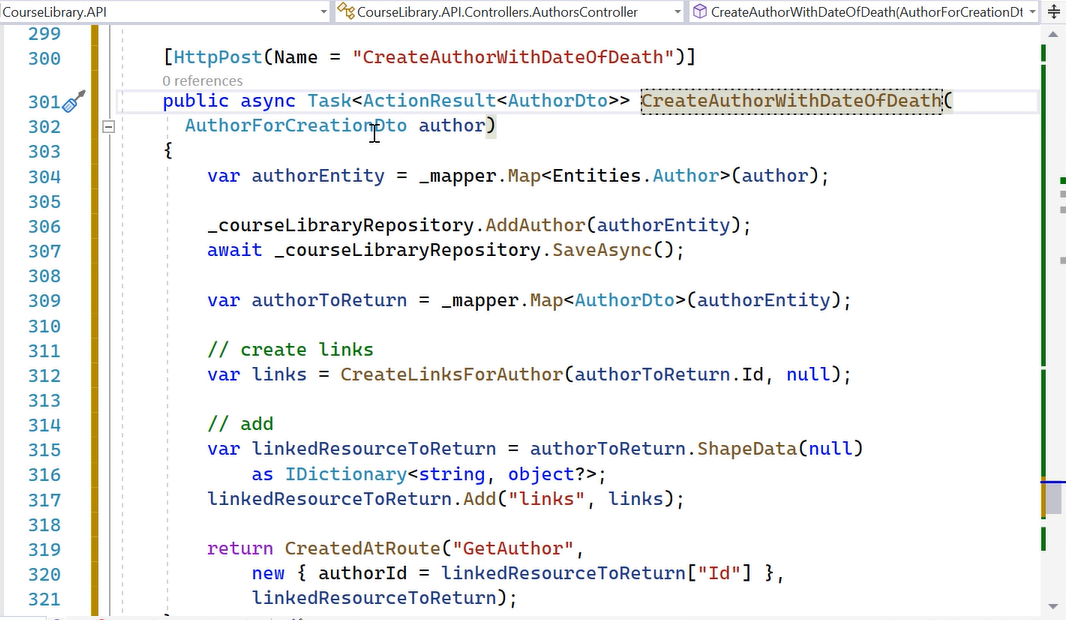 CourseLibrary.API CourseLibrary.API.Controllers.AuthorsController CreateAuthorWithDateOfDeath(AuthorForCreationDt
299
300 [HttpPost(Name = "CreateAuthorWithDateOfDeath")]
0 references
301 public async Task<ActionResult<AuthorDto>> CreateAuthorWithDateOfDeath(
302 AuthorForCreationDto author)
303 {
304 var authorEntity = _mapper.Map<Entities.Author>(author);
305
306 _courseLibraryRepository.AddAuthor(authorEntity);
307 await _courseLibraryRepository.SaveAsync();
308
309 var authorToReturn = _mapper.Map<AuthorDto>(authorEntity);
310
311 // create links
312 var links = CreateLinksForAuthor(authorToReturn.Id, null);
313
314 // add
315 var linkedResourceToReturn = authorToReturn.ShapeData(null)
316 as IDictionary<string, object?>;
317 linkedResourceToReturn.Add("links", links);
318
319 return CreatedAtRoute("GetAuthor",
320 new { authorId = linkedResourceToReturn["Id"] },
321 linkedResourceToReturn);